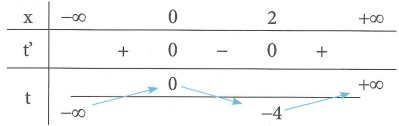 x −∞ 0 2 +∞
t’ + 0 − 0 +
0 +∞
t
−∞ −4